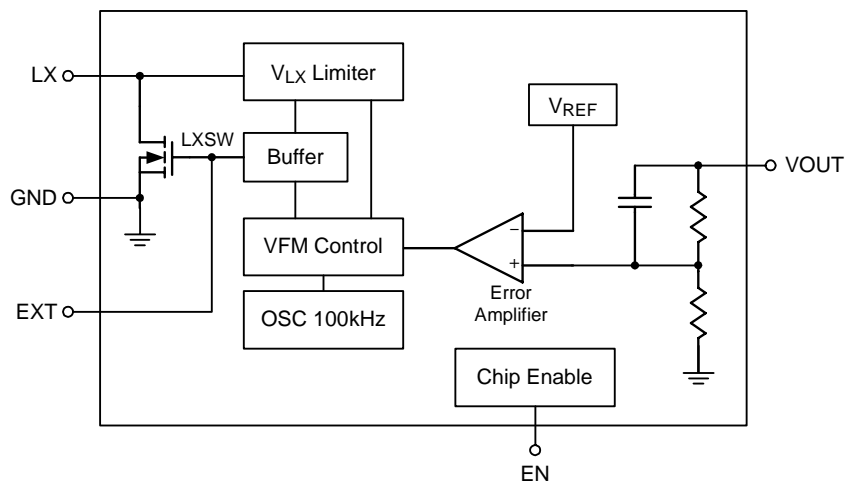 LX
VLX Limiter
VREF
LXSW
Buffer
VOUT
GND
VFM Control
−
+
Error
Amplifier
EXT
OSC 100kHz
Chip Enable
EN